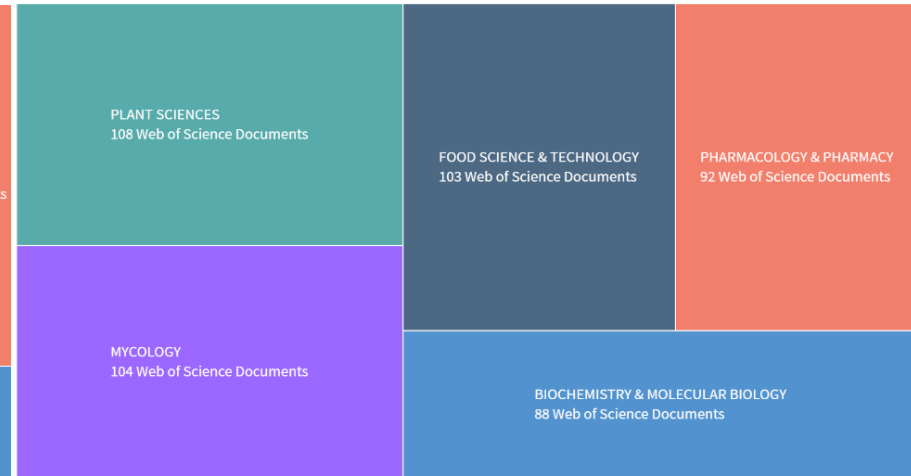 PLANT SCIENCES
108 Web of Science Documents
MYCOLOGY
104 Web of Science Documents
FOOD SCIENCE & TECHNOLOGY
103 Web of Science Documents
PHARMACOLOGY & PHARMACY
92 Web of Science Documents
BIOCHEMISTRY & MOLECULAR BIOLOGY
88 Web of Science Documents